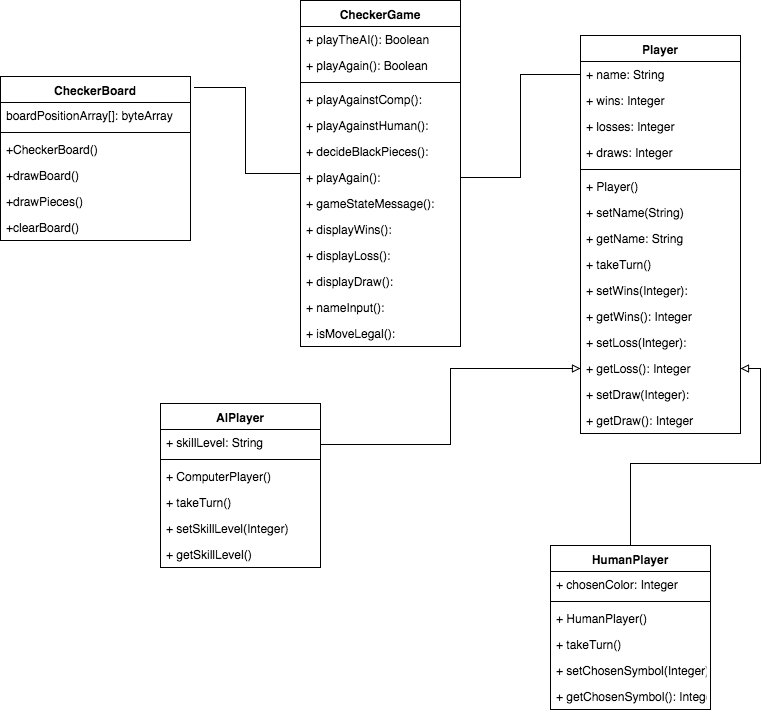 CheckerGame
+ playTheAI(): Boolean
+ playAgain(): Boolean
+ playAgainstComp():
+ playAgainstHuman():
+ decideBlackPieces():
+ playAgain():
+ gameStateMessage():
+ displayWins():
+ displayLoss():
+ displayDraw():
+ nameInput():
+ isMoveLegal():
Player
+ name: String
+ wins: Integer
+ losses: Integer
+ draws: Integer
+ Player()
+ setName(String)
+ getName: String
+ takeTurn()
+ setWins(Integer):
+ getWins(): Integer
+ setLoss(Integer):
+ getLoss(): Integer
+ setDraw(Integer):
+ getDraw(): Integer
CheckerBoard
boardPositionArray[]: byteArray
+CheckerBoard()
+drawBoard()
+drawPieces()
+clearBoard()
AIPlayer
+ skillLevel: String
+ ComputerPlayer()
+ takeTurn()
+ setSkillLevel(Integer)
+ getSkillLevel()
HumanPlayer
+ chosenColor: Integer
+ HumanPlayer()
+ takeTurn()
+ setChosenSymbol(Integer)
+ getChosenSymbol(): Integ